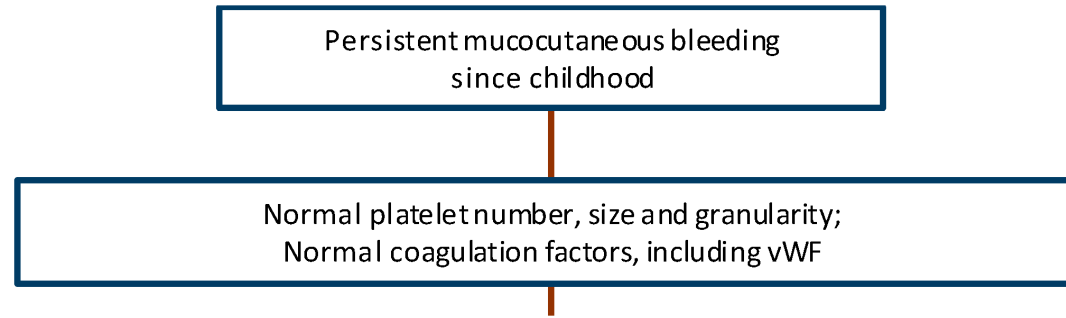 Persistent mucocutaneous bleeding
since childhood
Normal platelet number, size and granularity;
Normal coagulation factors, including vWF